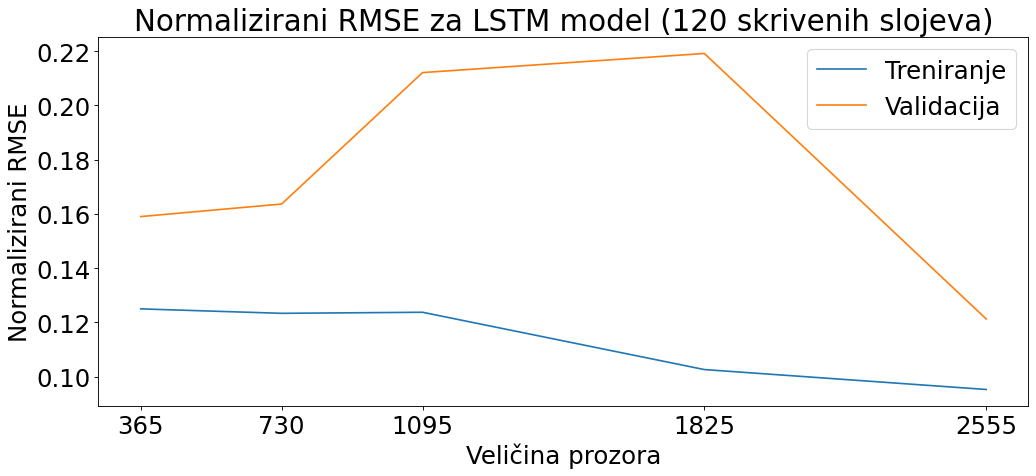 Normalizirani RMSE za LSTM model (120 skrivenih slojeva)
Treniranje
Validacija
Normalizirani RMSE
0.22
0.20
0.18
0.16
0.14
0.12
0.10
365 730 1095 1825 2555
Veličina prozora